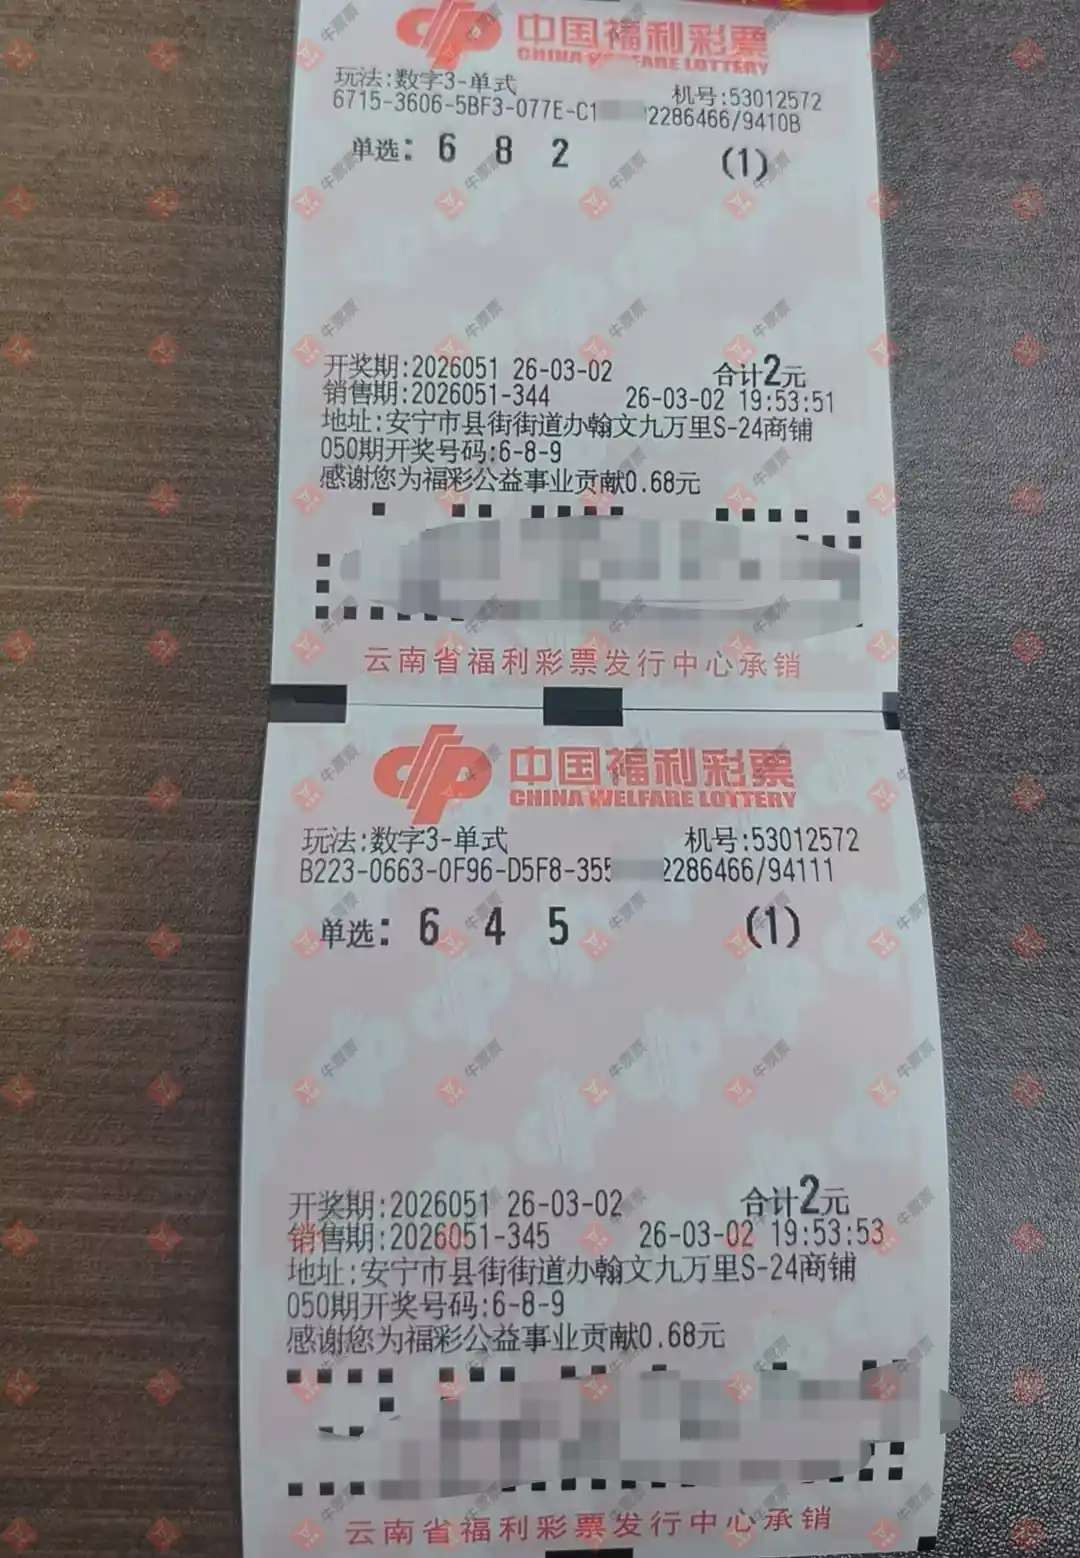 中国福利彩票
CHINA WELFARE LOTTERY
玩法:数字3-单式
机号:53012572
6715-3606-5BF3-077E-C1 2286466/9410B
单选: 6 8 2 (1)
开奖期:2026051 26-03-02 合计2元
销售期:2026051-344 26-03-02 19:53:51
地址:安宁市县街街道办翰文九万里S-24商铺
050期开奖号码:6-8-9
感谢您为福彩公益事业贡献0.68元
云南省福利彩票发行中心承销
中国福利彩票
CHINA WELFARE LOTTERY
玩法:数字3-单式 机号:53012572
B223-0663-0F96-D5F8-355 2286466/94111
单选: 6 4 5 (1)
开奖期:2026051 26-03-02 合计2元
销售期:2026051-345 26-03-02 19:53:53
地址:安宁市县街街道办翰文九万里S-24商铺
050期开奖号码:6-8-9
感谢您为福彩公益事业贡献0.68元
云南省福利彩票发行中心承销
牛票票